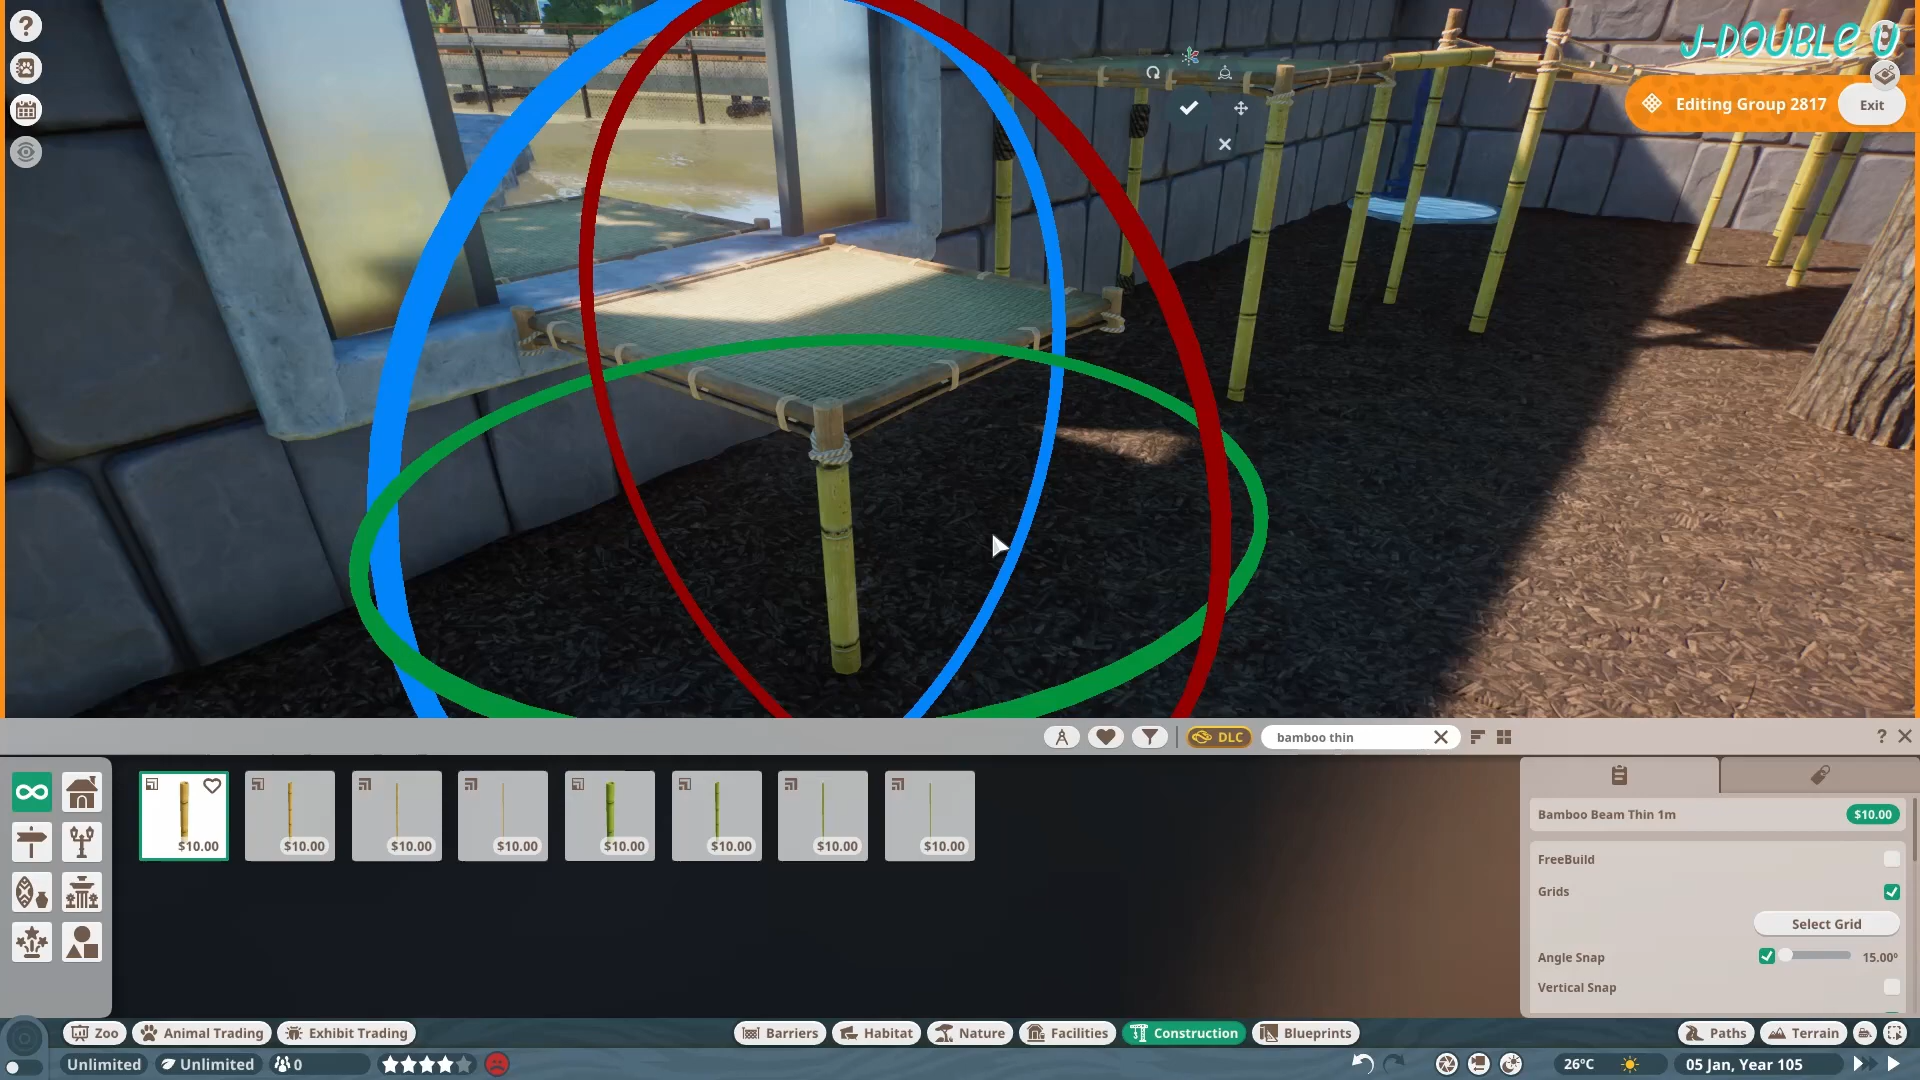 J-DOUBLE U
Editing Group 2817
Exit
DLC
bamboo thin
$10.00
$10.00
$10.00
$10.00
$10.00
$10.00
$10.00
$10.00
Bamboo Beam Thin 1m
$10.00
FreeBuild
Grids
Select Grid
Angle Snap
15.00°
Vertical Snap
Zoo
Animal Trading
Exhibit Trading
Barriers
Habitat
Nature
Facilities
Construction
Blueprints
Paths
Terrain
Unlimited
Unlimited
0
26°C
05 Jan, Year 105